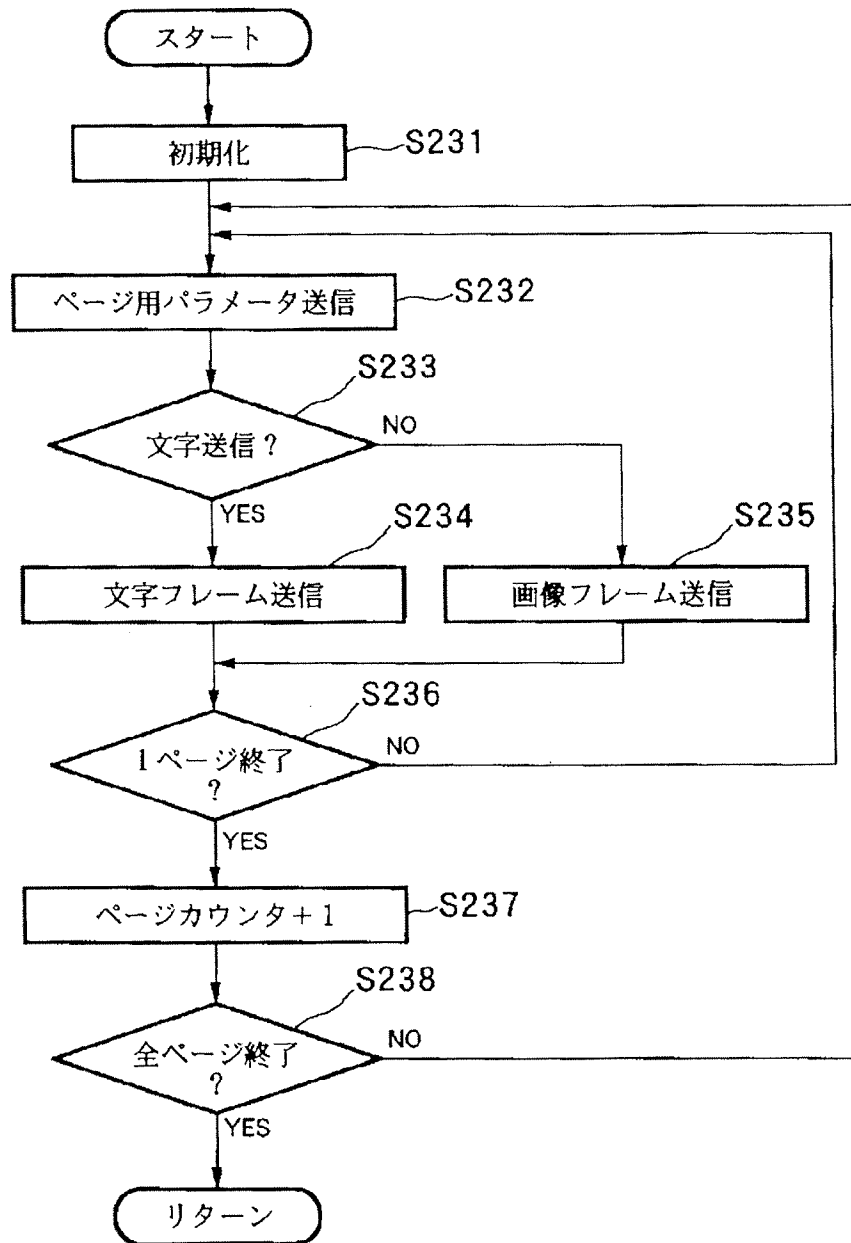 スタート
初期化
S231
ページ用パラメータ送信
S232
S233
文字送信？
NO
YES
S234
S235
文字フレーム送信
画像フレーム送信
S236
1ページ終了
？
NO
YES
ページカウンタ＋1
S237
S238
全ページ終了
？
NO
YES
リターン